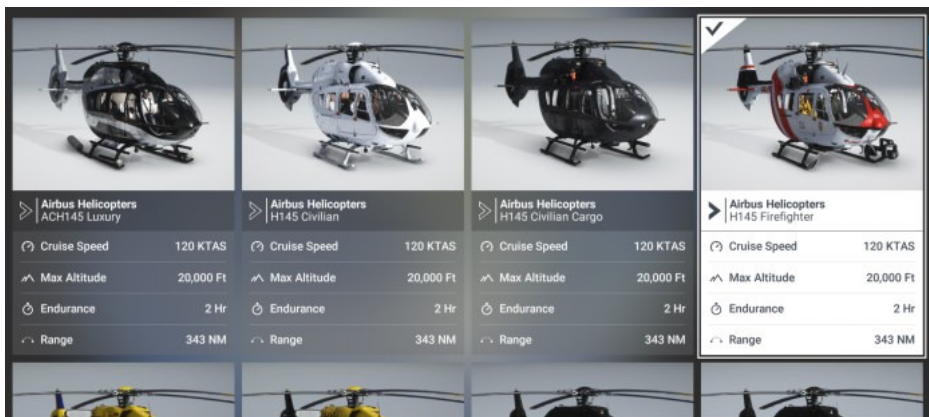 Airbus Helicopters
ACH145 Luxury
Cruise Speed 120 KTAS
Max Altitude 20,000 Ft
Endurance 2 Hr
Range 343 NM
Airbus Helicopters
H145 Civilian
Cruise Speed 120 KTAS
Max Altitude 20,000 Ft
Endurance 2 Hr
Range 343 NM
Airbus Helicopters
H145 Civilian Cargo
Cruise Speed 120 KTAS
Max Altitude 20,000 Ft
Endurance 2 Hr
Range 343 NM
Airbus Helicopters
H145 Firefighter
Cruise Speed 120 KTAS
Max Altitude 20,000 Ft
Endurance 2 Hr
Range 343 NM